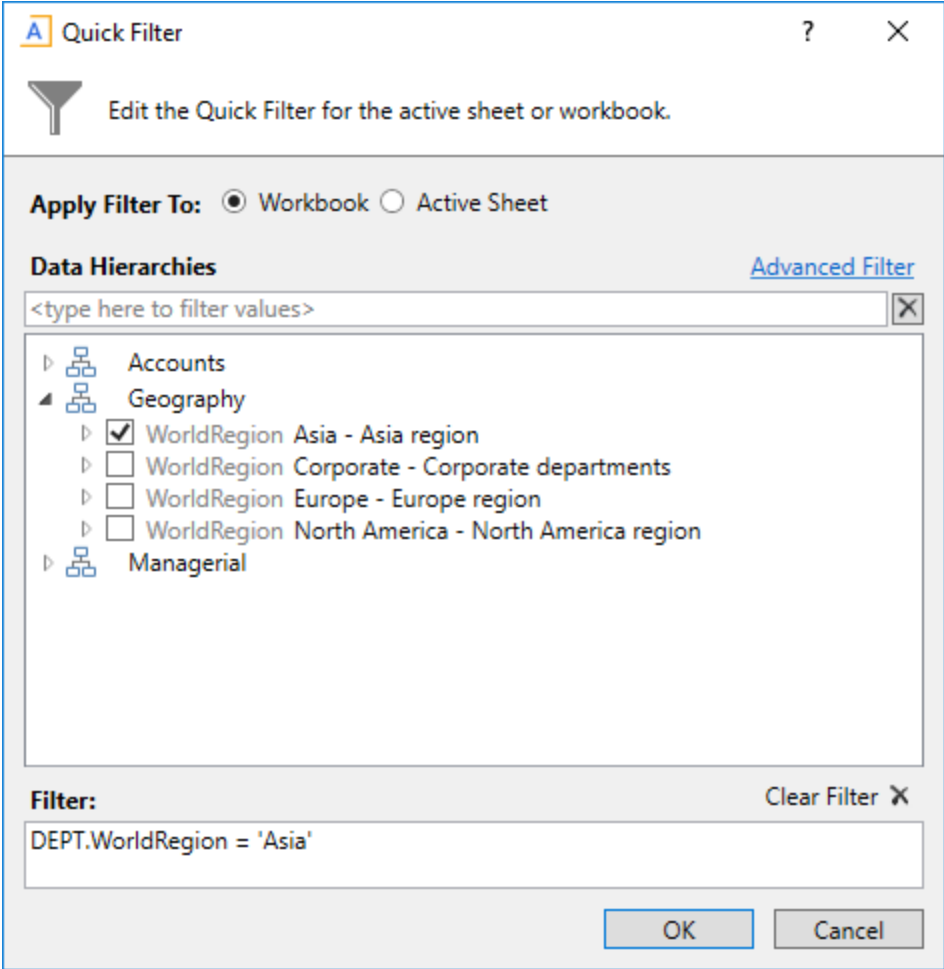 A Quick Filter ?
Edit the Quick Filter for the active sheet or workbook.
Apply Filter To: Workbook Active Sheet
Data Hierarchies Advanced Filter
<type here to filter values>
Accounts
Geography
WorldRegion Asia - Asia region
WorldRegion Corporate - Corporate departments
WorldRegion Europe - Europe region
WorldRegion North America - North America region
Managerial
Filter: Clear Filter
DEPT.WorldRegion = 'Asia'
OK Cancel